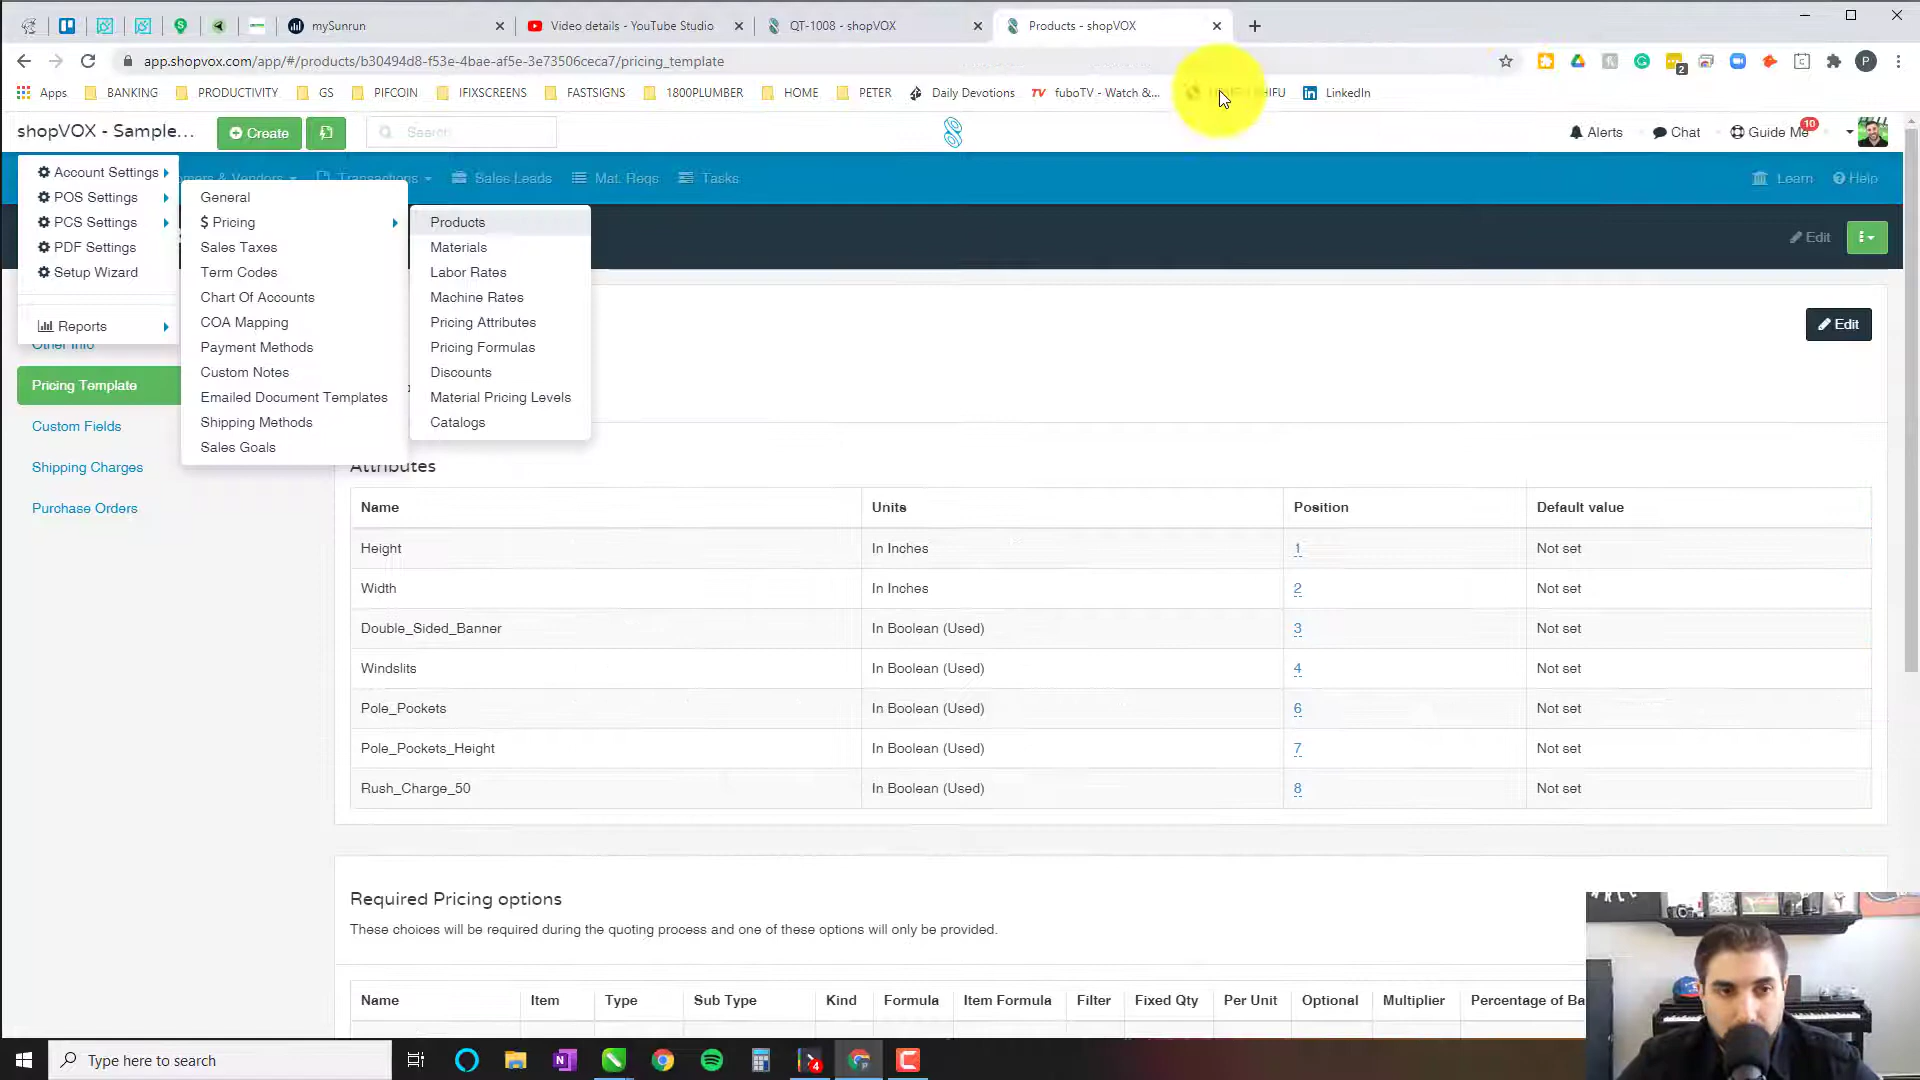 mySunrun
Video details - YouTube Studio
QT-1008 - shopVOX
Products - shopVOX
app.shopvox.com/app/#/products/b30494d8-f53e-4bae-af5e-3e73506ceca7/pricing_template
2
P
Apps
BANKING
PRODUCTIVITY
GS
PIFCOIN
IFIXSCREENS
FASTSIGNS
1800PLUMBER
HOME
PETER
Daily Devotions
TV fuboTV - Watch &...
LinkedIn
shopVOX - Sample...
Create
Search
Alerts
Chat
Guide Me
10
Transactions
Sales Leads
Mat. Reqs
Tasks
Learn
Help
Edit
Account Settings
POS Settings
PCS Settings
PDF Settings
Setup Wizard
Reports
General
$ Pricing
Sales Taxes
Term Codes
Chart Of Accounts
COA Mapping
Payment Methods
Custom Notes
Emailed Document Templates
Shipping Methods
Sales Goals
Products
Materials
Labor Rates
Machine Rates
Pricing Attributes
Pricing Formulas
Discounts
Material Pricing Levels
Catalogs
Edit
Other Info
Pricing Template
Custom Fields
Shipping Charges
Purchase Orders
Attributes
Name Units Position Default value
Height In Inches 1 Not set
Width In Inches 2 Not set
Double_Sided_Banner In Boolean (Used) 3 Not set
Windslits In Boolean (Used) 4 Not set
Pole_Pockets In Boolean (Used) 6 Not set
Pole_Pockets_Height In Boolean (Used) 7 Not set
Rush_Charge_50 In Boolean (Used) 8 Not set
Required Pricing options
These choices will be required during the quoting process and one of these options will only be provided.
Name Item Type Sub Type Kind Formula Item Formula Filter Fixed Qty Per Unit Optional Multiplier Percentage of Ba
Type here to search
4